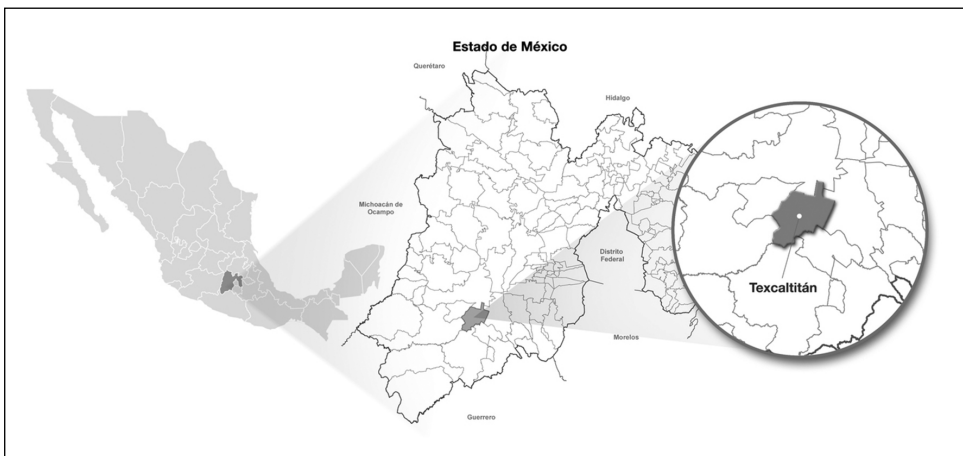 Estado de México
Querétaro
Hidalgo
Michoacán de
Ocampo
Distrito
Federal
Texcaltitán
Morelos
Guerrero